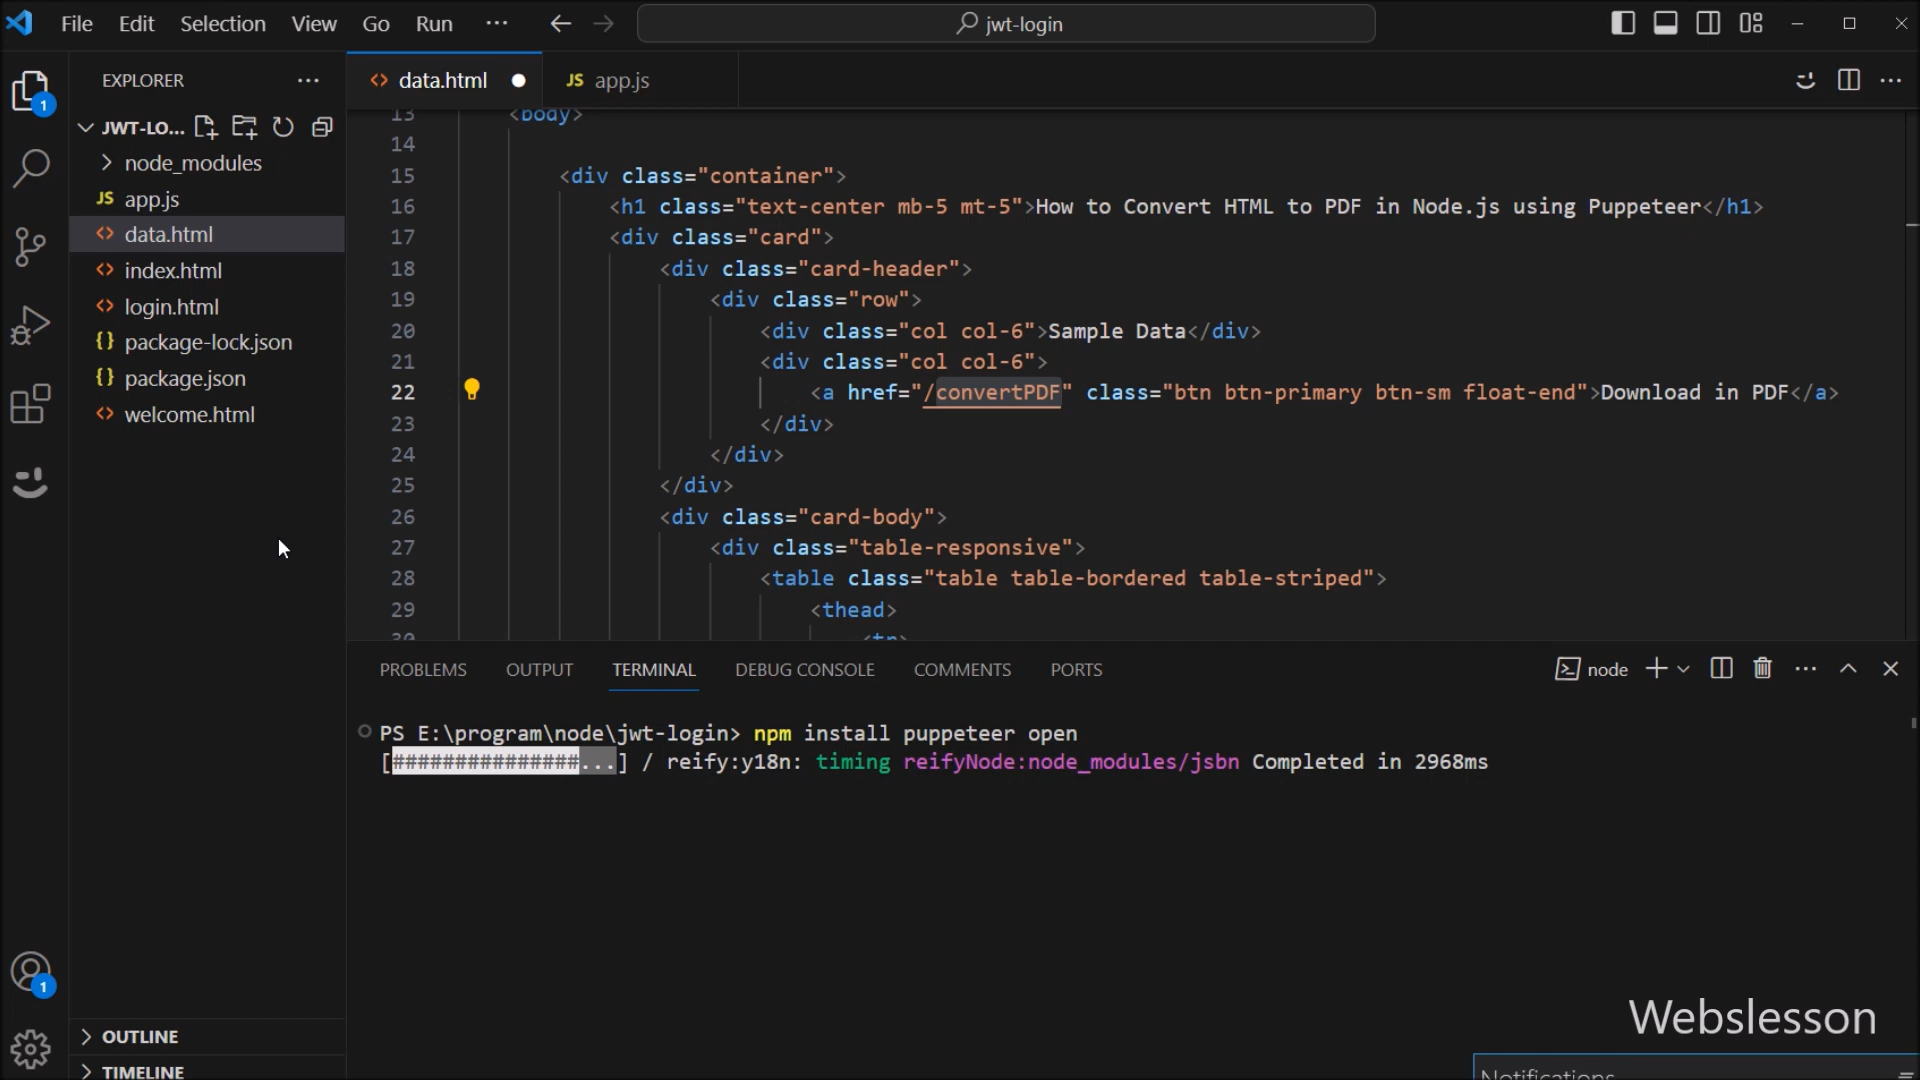 File Edit Selection View Go Run ··· jwt-login
EXPLORER ···
data.html
JS app.js
1
JWT-LO...
node_modules
JS app.js
data.html
index.html
login.html
{} package-lock.json
{} package.json
welcome.html
13 <body>
14
15 <div class="container">
16 <h1 class="text-center mb-5 mt-5">How to Convert HTML to PDF in Node.js using Puppeteer</h1>
17 <div class="card">
18 <div class="card-header">
19 <div class="row">
20 <div class="col col-6">Sample Data</div>
21 <div class="col col-6">
22 <a href="/convertPDF" class="btn btn-primary btn-sm float-end">Download in PDF</a>
23 </div>
24 </div>
25 </div>
26 <div class="card-body">
27 <div class="table-responsive">
28 <table class="table table-bordered table-striped">
29 <thead>
30 <tr>
PROBLEMS OUTPUT TERMINAL DEBUG CONSOLE COMMENTS PORTS node
PS E:\program\node\jwt-login> npm install puppeteer open
[###############...] / reify:y18n: timing reifyNode:node_modules/jsbn Completed in 2968ms
1
OUTLINE
TIMELINE
Webslesson
Notifications